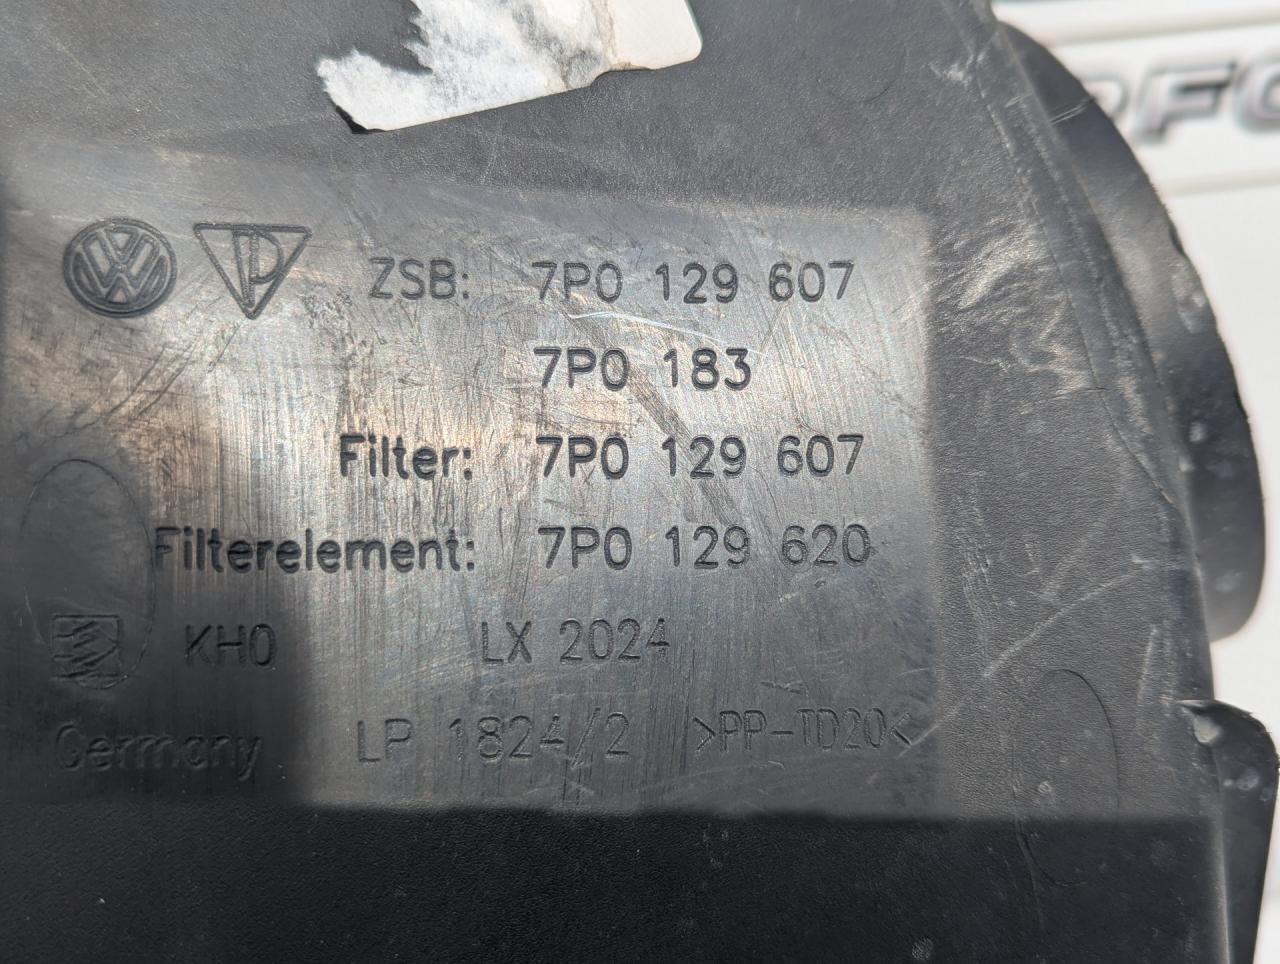 ZSB: 7P0 129 607
7P0 183
Filter: 7P0 129 607
Filterelement: 7P0 129 620
KH0 LX 2024
Germany LP 1824/2 >PP-TD20<